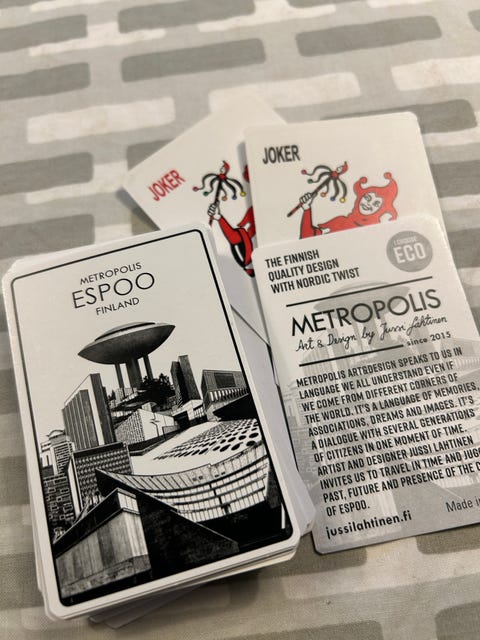 JOKER
JOKER
METROPOLIS
ESPOO
FINLAND
I CHOOSE
ECO
THE FINNISH
QUALITY DESIGN
WITH NORDIC TWIST
METROPOLIS
Art & Design by Jussi Lahtinen
since 2015
METROPOLIS ARTSDESIGN SPEAKS TO US IN
LANGUAGE WE ALL UNDERSTAND EVEN IF
WE COME FROM DIFFERENT CORNERS OF
THE WORLD. IT'S A LANGUAGE OF MEMORIES,
ASSOCIATIONS, DREAMS AND IMAGES. IT'S
A DIALOGUE WITH SEVERAL GENERATIONS
OF CITIZENS IN ONE MOMENT OF TIME.
ARTIST AND DESIGNER JUSSI LAHTINEN
INVITES US TO TRAVEL IN TIME AND
PAST, FUTURE AND PRESENCE OF THE
OF ESPOO.
jussilahtinen.fi
Made in